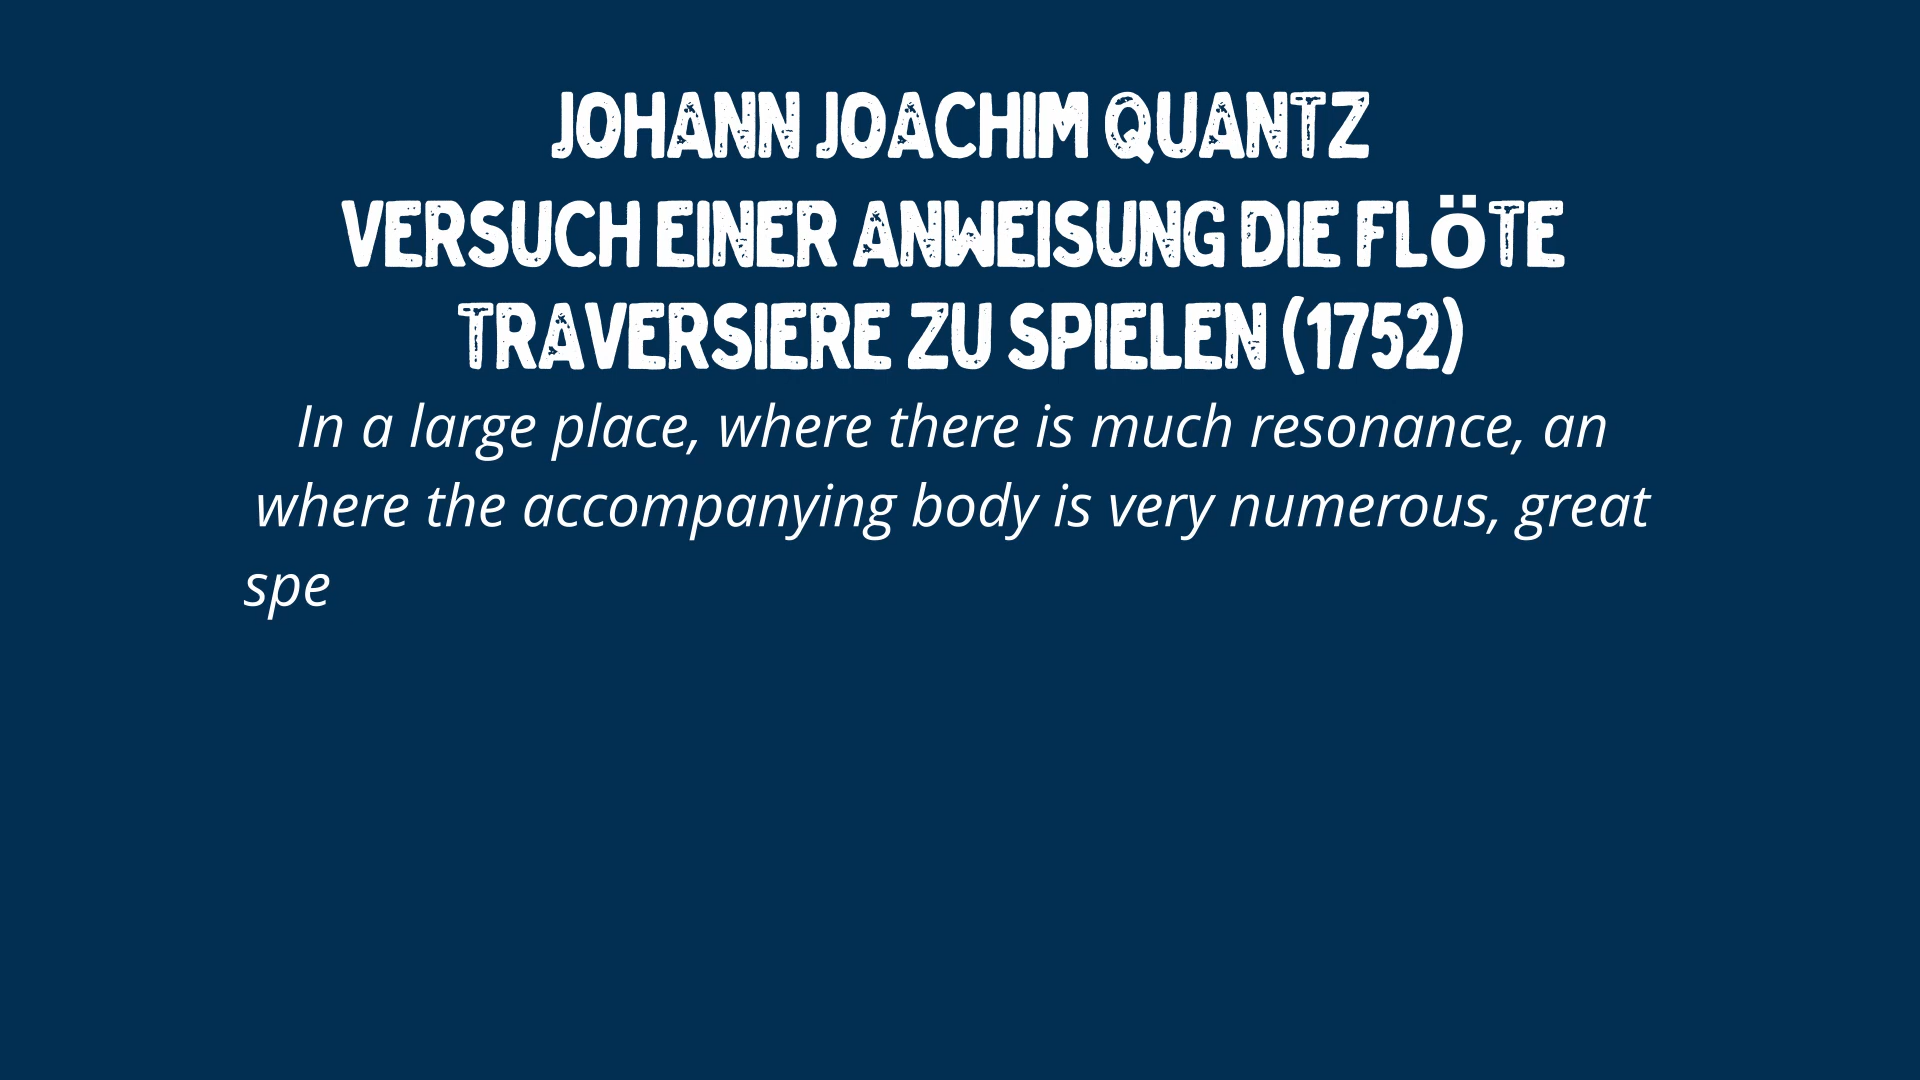 JOHANN JOACHIM QUANTZ
VERSUCH EINER ANWEISUNG DIE FLÖTE
TRAVERSIERE ZU SPIELEN (1752)
In a large place, where there is much resonance, an
where the accompanying body is very numerous, great
spe